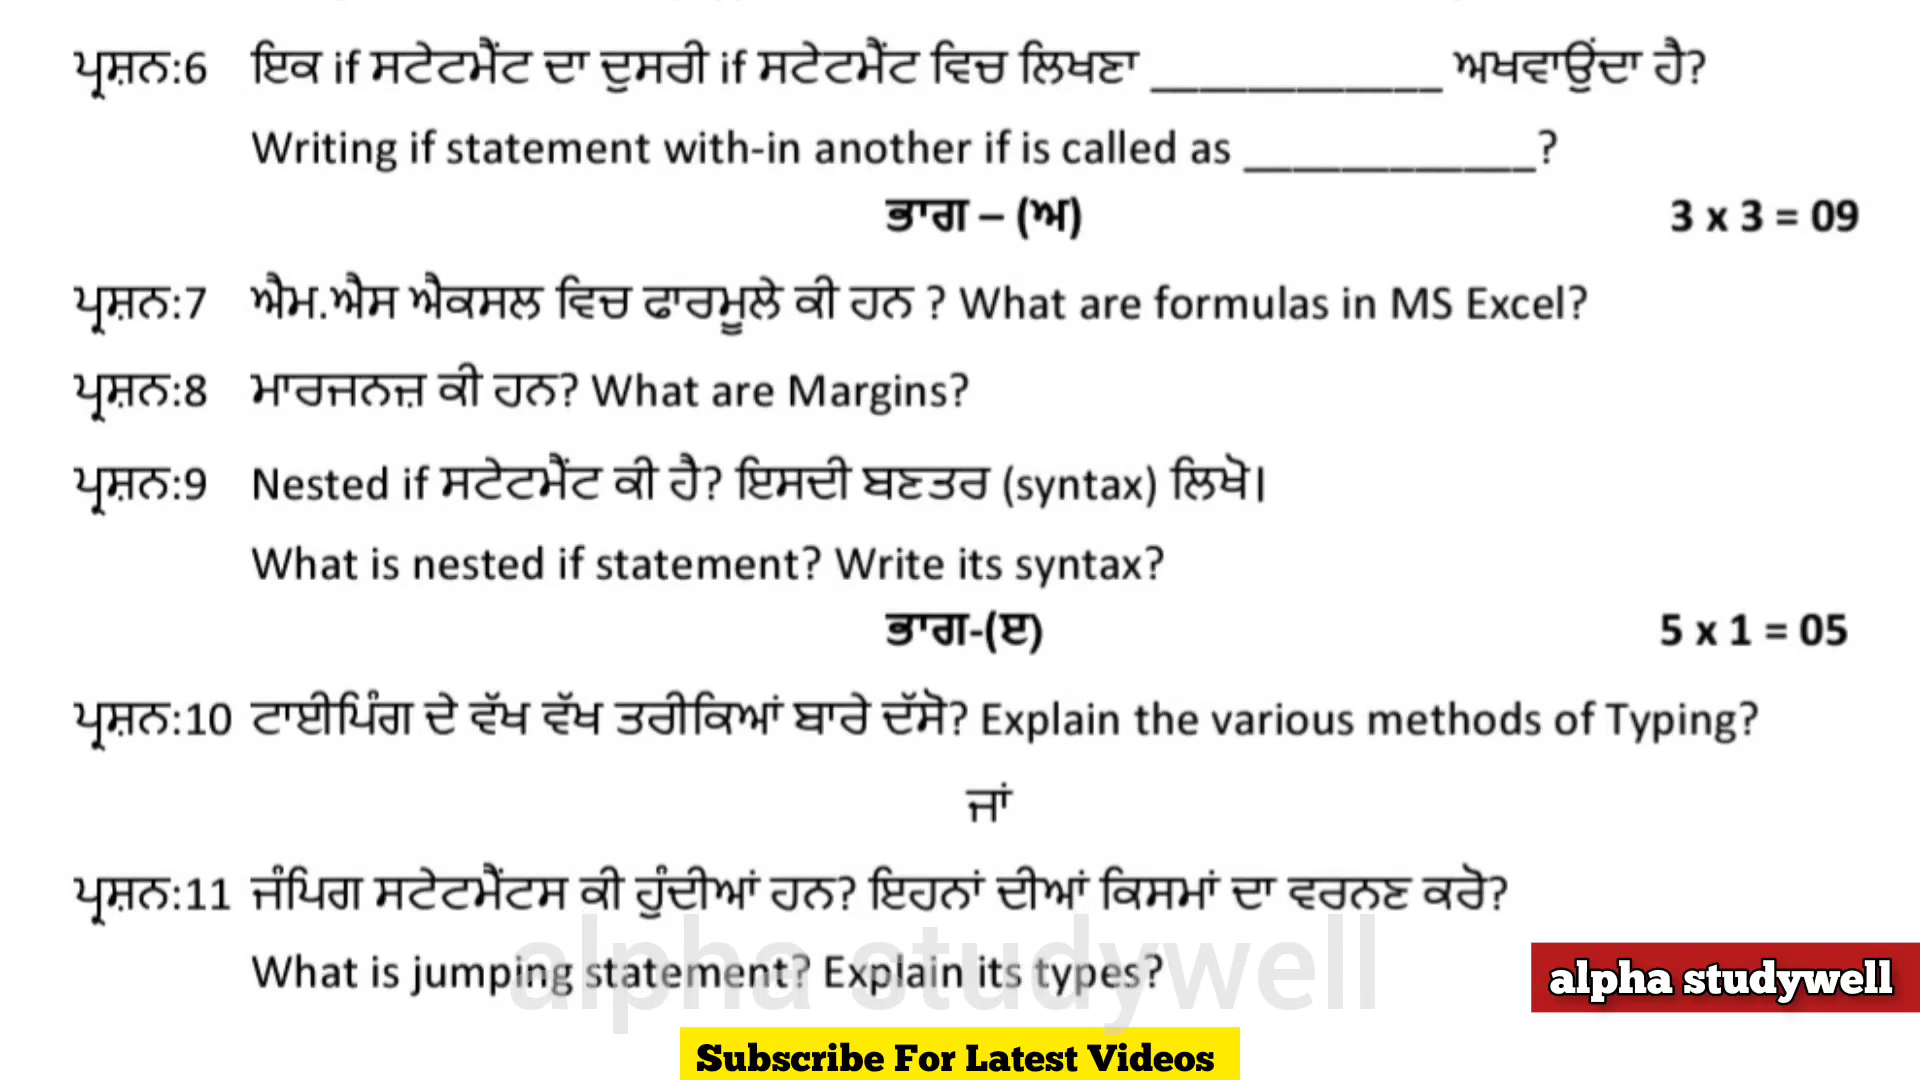 ਪ੍ਰਸ਼ਨ:6 ਇਕ if ਸਟੇਟਮੈਂਟ ਦਾ ਦੁਸਰੀ if ਸਟੇਟਮੈਂਟ ਵਿਚ ਲਿਖਣਾ ____________ ਅਖਵਾਉਂਦਾ ਹੈ?
Writing if statement with-in another if is called as ____________?
ਭਾਗ – (ਅ) 3 x 3 = 09
ਪ੍ਰਸ਼ਨ:7 ਐਮ.ਐਸ ਐਕਸਲ ਵਿਚ ਫਾਰਮੂਲੇ ਕੀ ਹਨ ? What are formulas in MS Excel?
ਪ੍ਰਸ਼ਨ:8 ਮਾਰਜਨਜ਼ ਕੀ ਹਨ? What are Margins?
ਪ੍ਰਸ਼ਨ:9 Nested if ਸਟੇਟਮੈਂਟ ਕੀ ਹੈ? ਇਸਦੀ ਬਣਤਰ (syntax) ਲਿਖੋ।
What is nested if statement? Write its syntax?
ਭਾਗ-(ੲ) 5 x 1 = 05
ਪ੍ਰਸ਼ਨ:10 ਟਾਈਪਿੰਗ ਦੇ ਵੱਖ ਵੱਖ ਤਰੀਕਿਆਂ ਬਾਰੇ ਦੱਸੋ? Explain the various methods of Typing?
ਜਾਂ
ਪ੍ਰਸ਼ਨ:11 ਜੰਪਿਗ ਸਟੇਟਮੈਂਟਸ ਕੀ ਹੁੰਦੀਆਂ ਹਨ? ਇਹਨਾਂ ਦੀਆਂ ਕਿਸਮਾਂ ਦਾ ਵਰਨਣ ਕਰੋ?
What is jumping statement? Explain its types?
alpha studywell
alpha studywell
Subscribe For Latest Videos